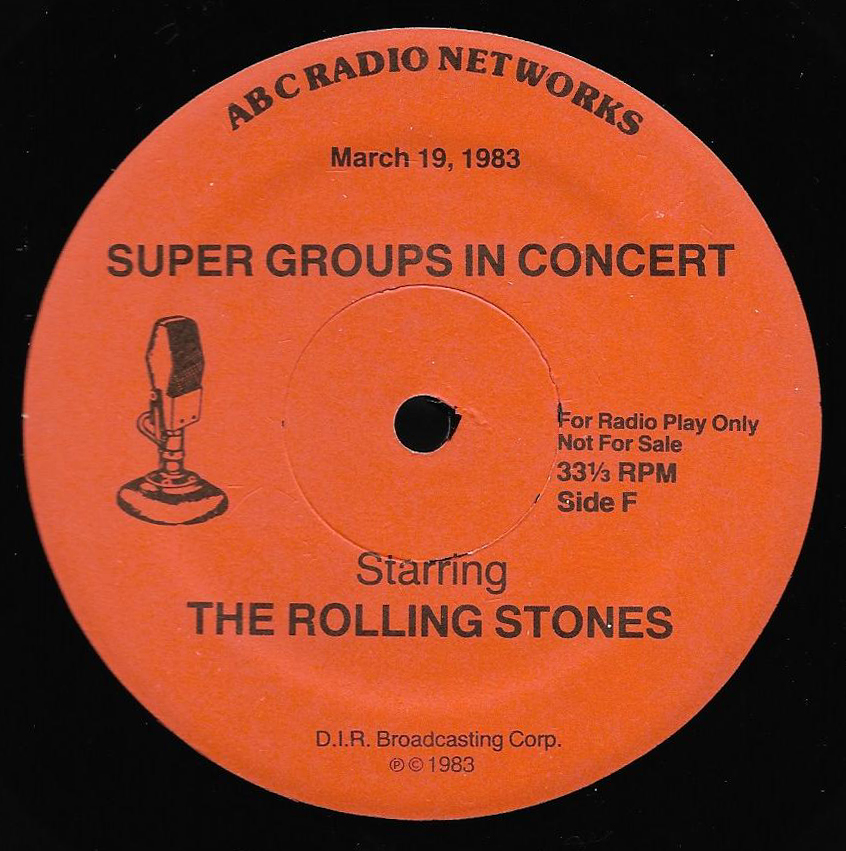 ABC RADIO NETWORKS
March 19, 1983
SUPER GROUPS IN CONCERT
For Radio Play Only
Not For Sale
33⅓ RPM
Side F
Starring
THE ROLLING STONES
D.I.R. Broadcasting Corp.
℗ © 1983